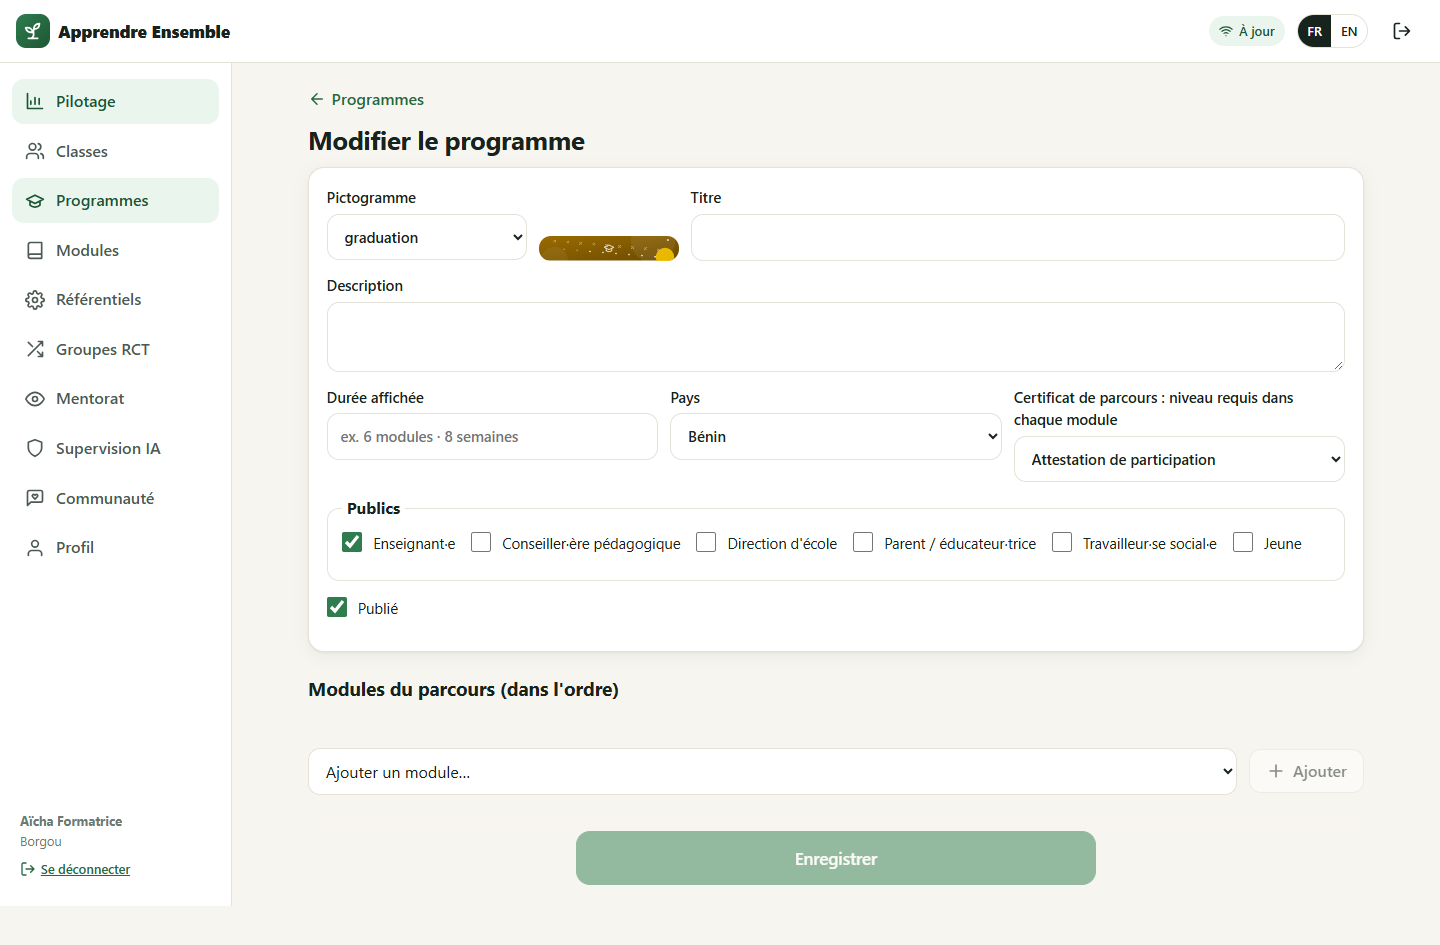 Apprendre Ensemble
À jour
FR
EN
Pilotage
Classes
Programmes
Modules
Référentiels
Groupes RCT
Mentorat
Supervision IA
Communauté
Profil
Aïcha Formatrice
Borgou
Se déconnecter
Programmes
Modifier le programme
Pictogramme
Titre
graduation
Description
Durée affichée
Pays
Certificat de parcours : niveau requis dans
chaque module
ex. 6 modules · 8 semaines
Bénin
Attestation de participation
Publics
Enseignant·e
Conseiller·ère pédagogique
Direction d'école
Parent / éducateur·trice
Travailleur·se social·e
Jeune
Publié
Modules du parcours (dans l'ordre)
Ajouter un module...
Ajouter
Enregistrer